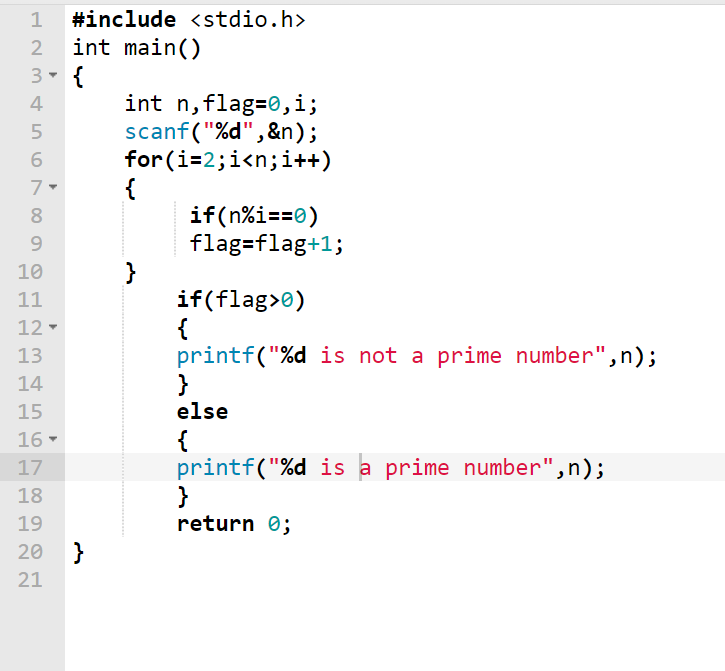 1 #include <stdio.h>
2 int main()
3 {
4 int n,flag=0,i;
5 scanf("%d",&n);
6 for(i=2;i<n;i++)
7 {
8 if(n%i==0)
9 flag=flag+1;
10 }
11 if(flag>0)
12 {
13 printf("%d is not a prime number",n);
14 }
15 else
16 {
17 printf("%d is a prime number",n);
18 }
19 return 0;
20 }
21